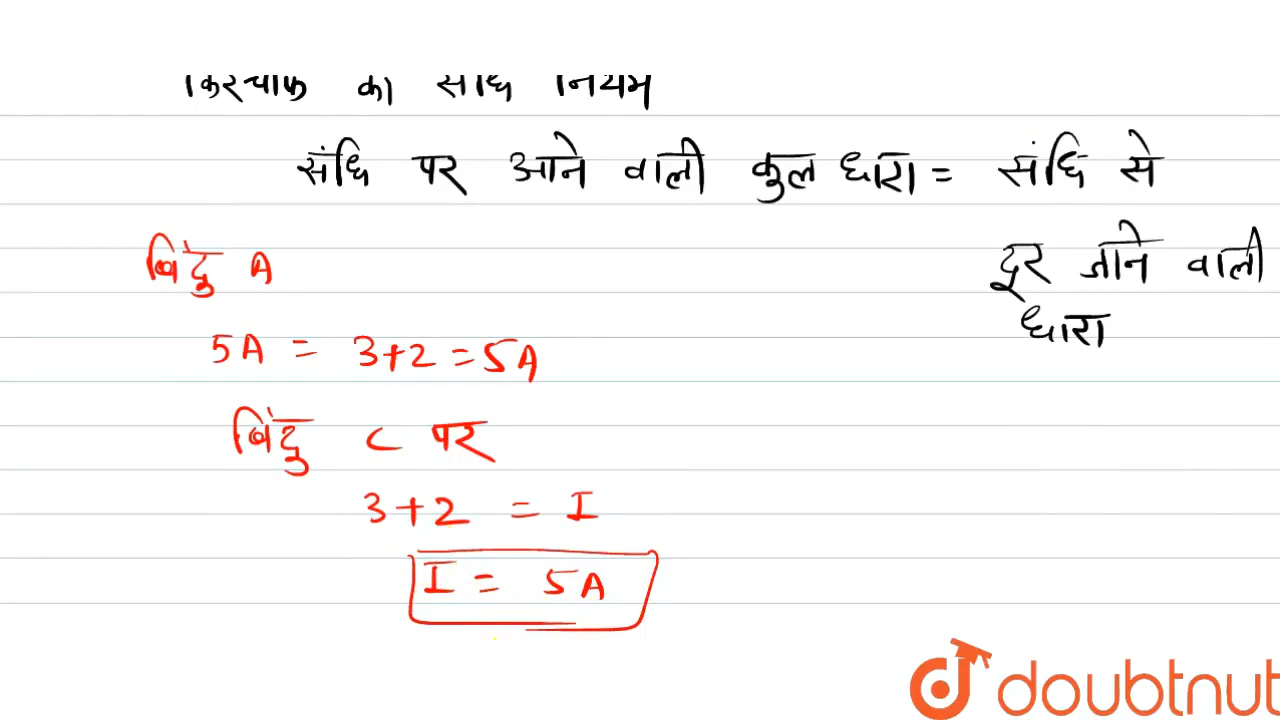 किरचॉफ का संधि नियम
संधि पर आने वाली कुल धारा = संधि से
दूर जाने वाली
धारा
बिंदु A
5A = 3+2 = 5A
बिंदु C पर
3+2 = I
I = 5A
doubtnut